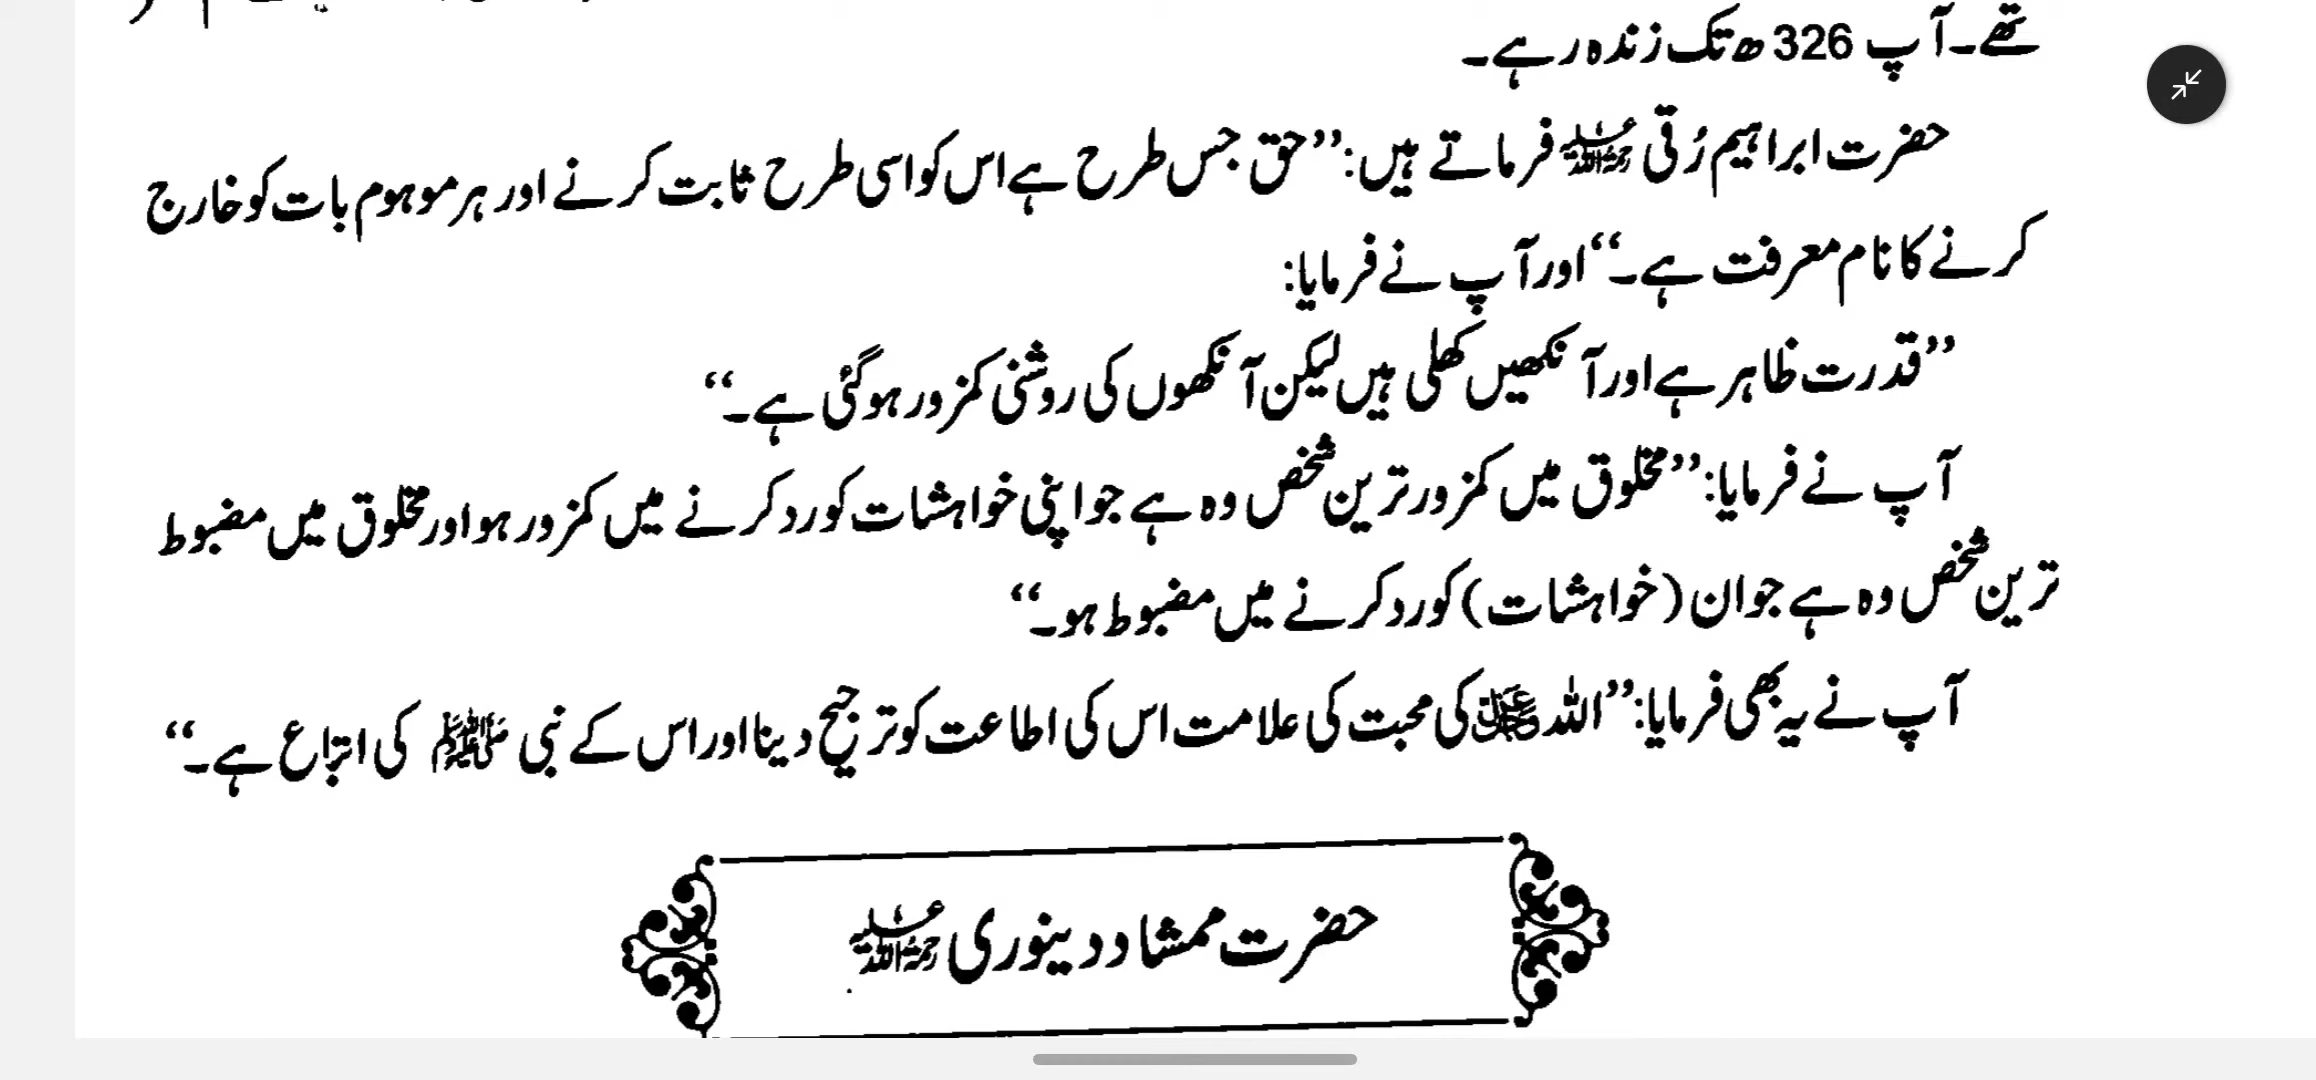 تھے۔ آپ 326ھ تک زندہ رہے۔
حضرت ابراہیم رُقی رحمۃ اللہ علیہ فرماتے ہیں: ’’حق جس طرح ہے اس کو اسی طرح ثابت کرنے اور ہر موہوم بات کو خارج
کرنے کا نام معرفت ہے۔‘‘ اور آپ نے فرمایا:
’’قدرت ظاہر ہے اور آنکھیں کھلی ہیں لیکن آنکھوں کی روشنی کمزور ہو گئی ہے۔‘‘
آپ نے فرمایا: ’’مخلوق میں کمزور ترین شخص وہ ہے جو اپنی خواہشات کو رد کرنے میں کمزور ہو اور مخلوق میں مضبوط
ترین شخص وہ ہے جو ان (خواہشات) کو رد کرنے میں مضبوط ہو۔‘‘
آپ نے یہ بھی فرمایا: ’’اللہ عزوجل کی محبت کی علامت اس کی اطاعت کو ترجیح دینا اور اس کے نبی ﷺ کی اتباع ہے۔‘‘
حضرت ممشاد دینوری رحمۃ اللہ علیہ